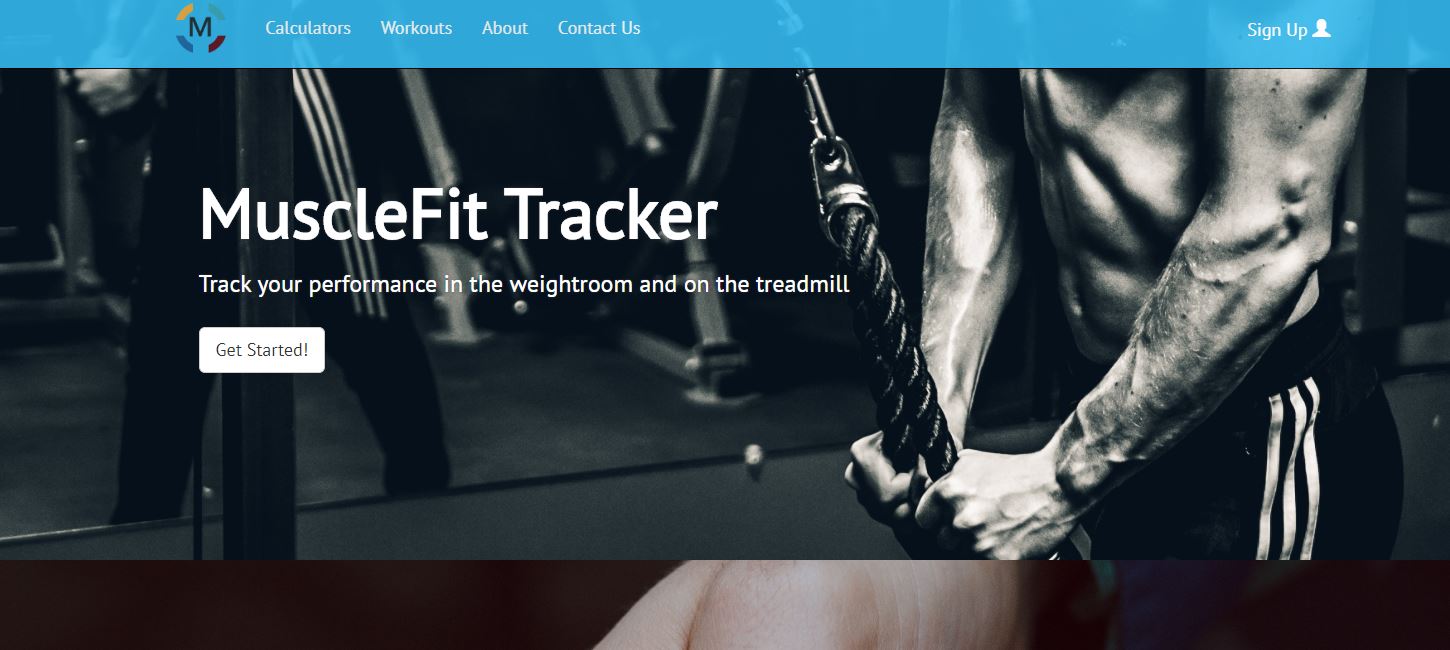 M
Calculators
Workouts
About
Contact Us
Sign Up
MuscleFit Tracker
Track your performance in the weightroom and on the treadmill
Get Started!